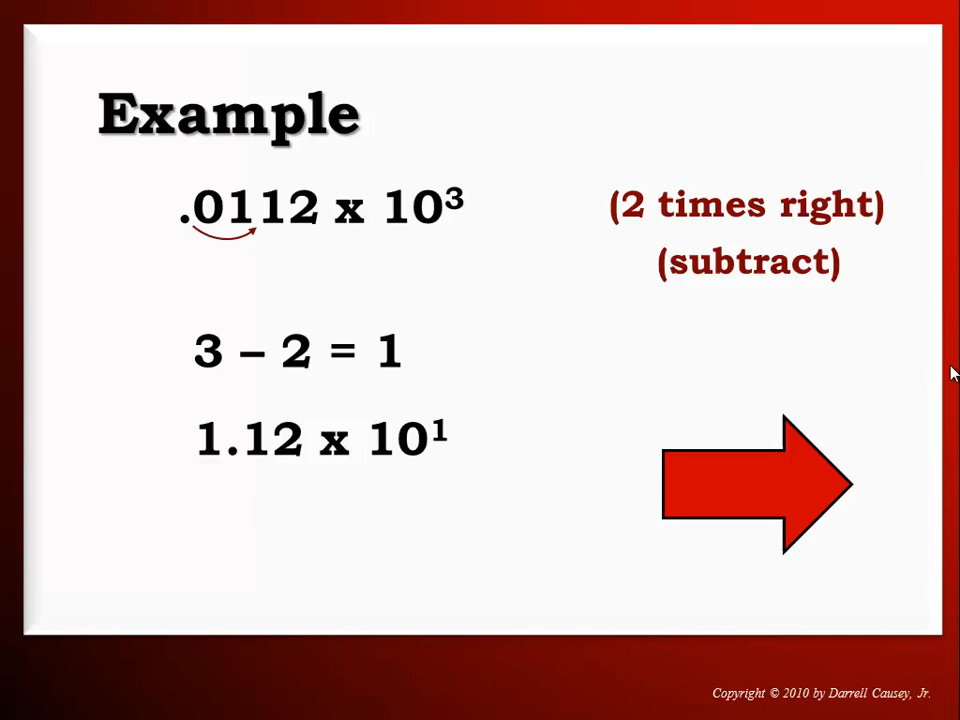 Example
.0112 x 10³ (2 times right)
(subtract)
3 – 2 = 1
1.12 x 10¹
Copyright © 2010 by Darrell Causey, Jr.